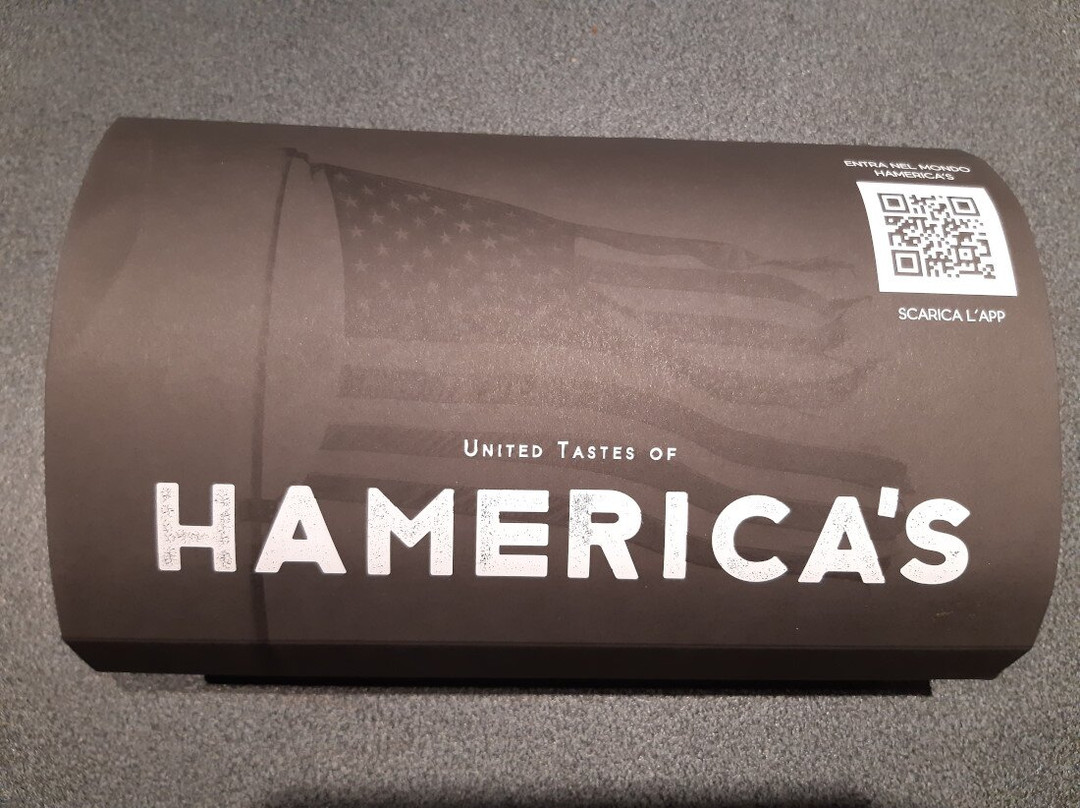 ENTRA NEL MONDO
HAMERICA'S
SCARICA L'APP
UNITED TASTES OF
HAMERICA'S